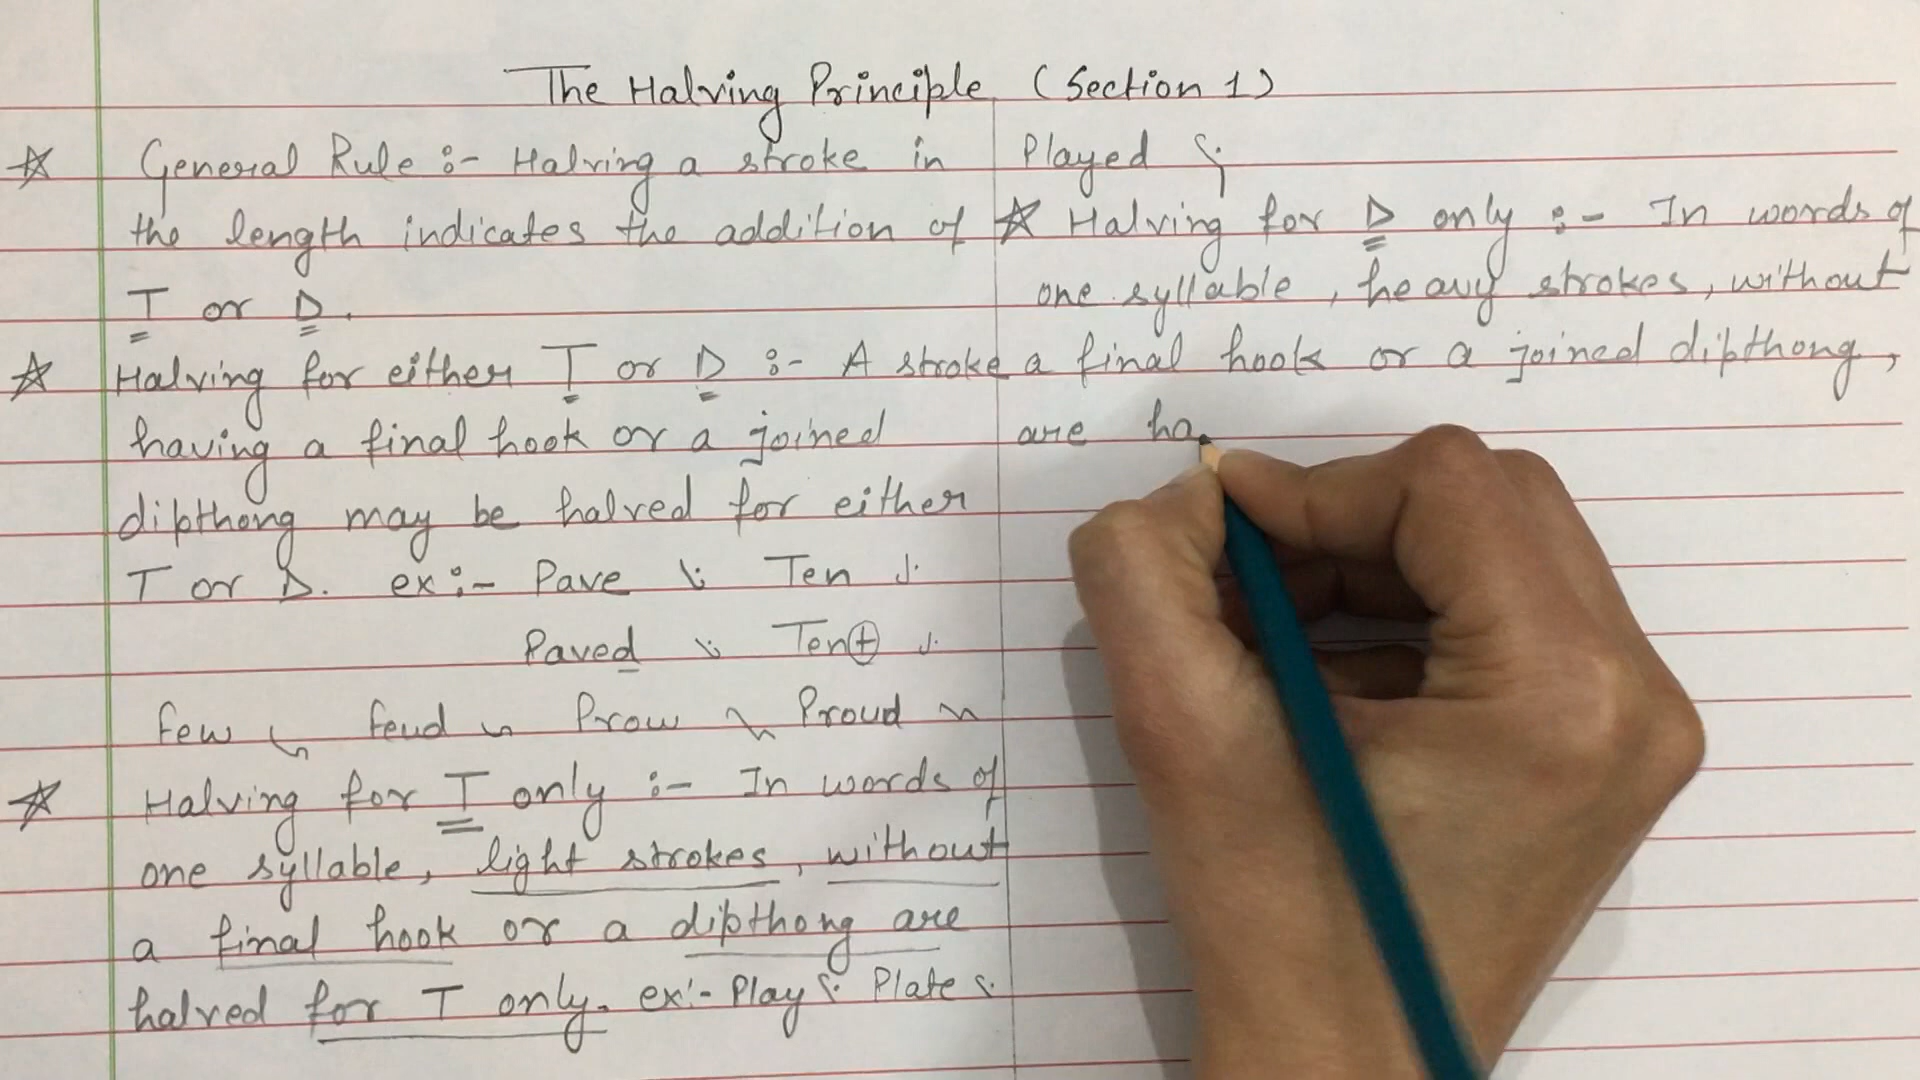 The Halving Principle (Section 1)
☆ General Rule :- Halving a stroke in
the length indicates the addition of
T or D.
☆ Halving for either T or D :- A stroke
having a final hook or a joined
dipthong may be halved for either
T or D. ex:- Pave Ten
Paved Tent
few feud Prow Proud
☆ Halving for T only :- In words of
one syllable, light strokes, without
a final hook or a dipthong are
halved for T only. ex:- Play Plate
Played
☆ Halving for D only :- In words of
one syllable, heavy strokes, without
a final hook or a joined dipthong,
are ha